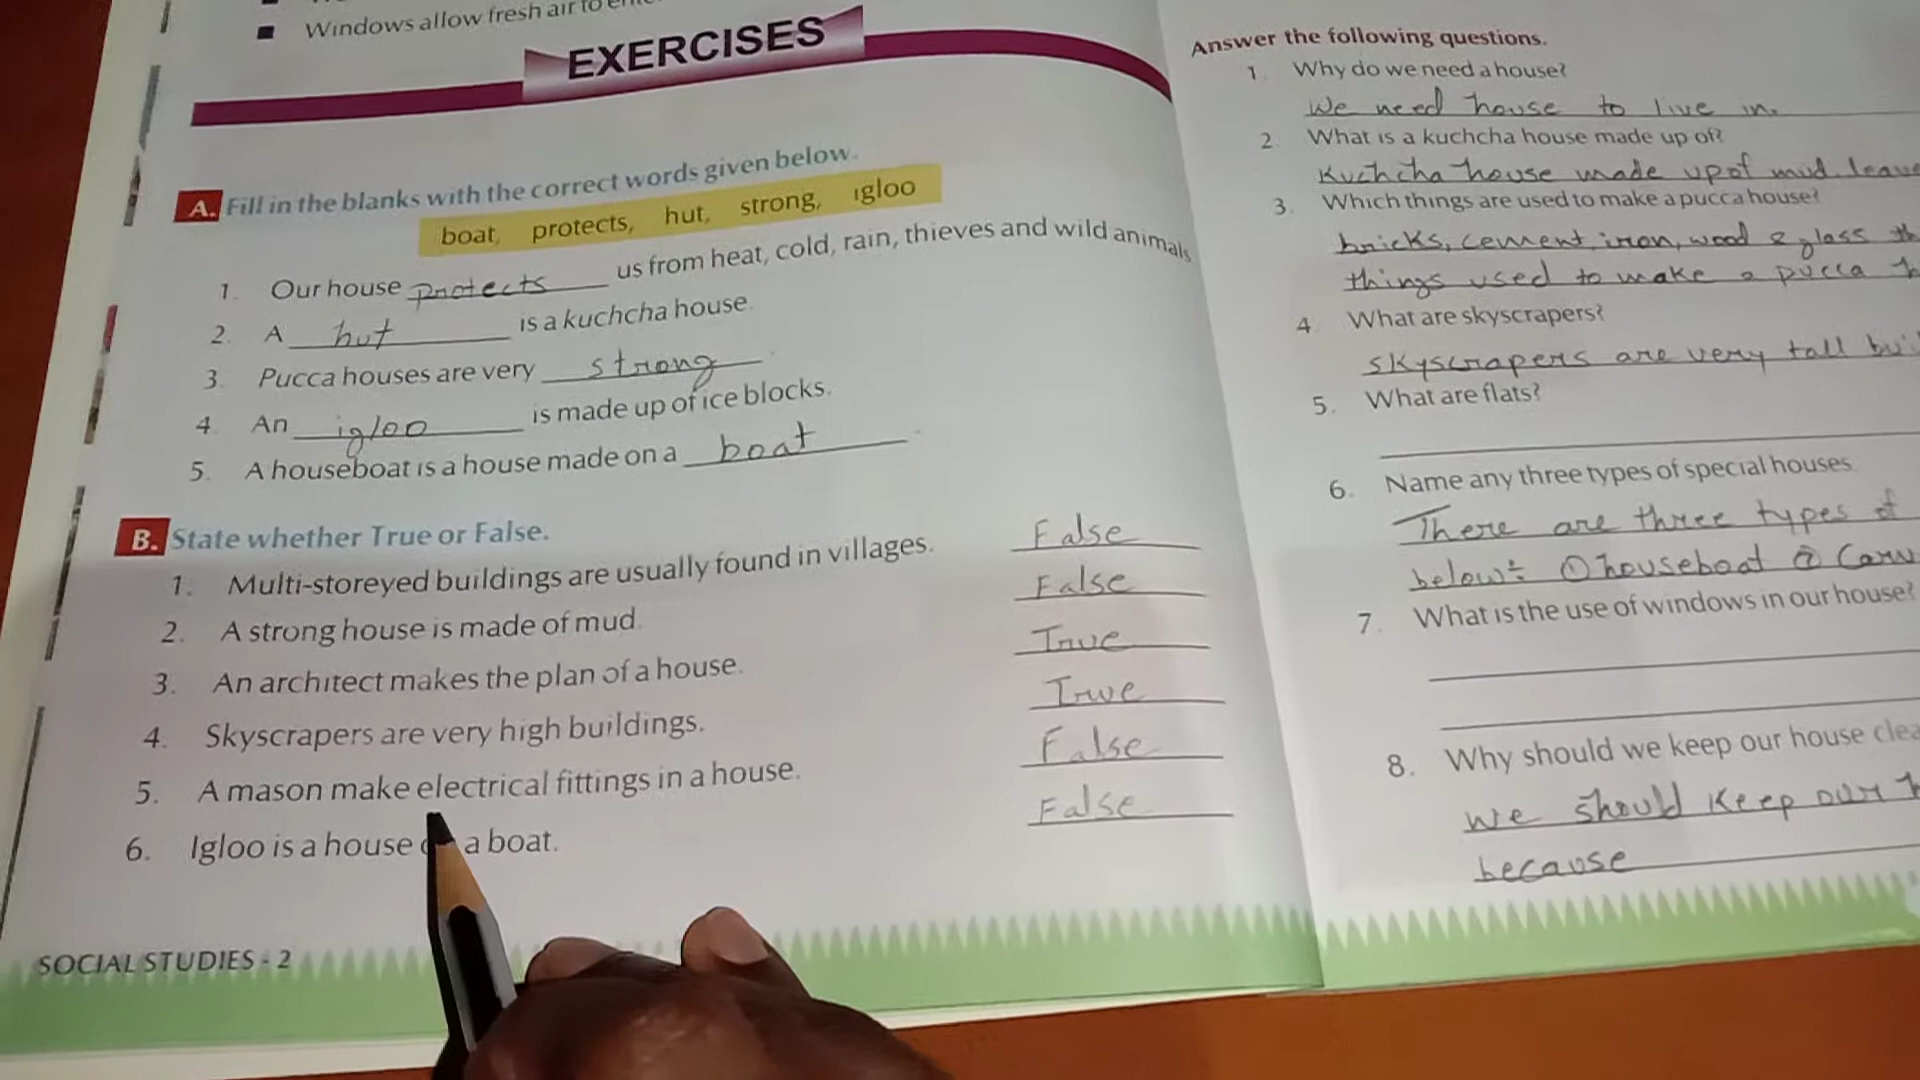 Windows allow fresh air to
EXERCISES
A. Fill in the blanks with the correct words given below.
boat, protects, hut, strong, igloo
1. Our house protects us from heat, cold, rain, thieves and wild animals
2. A hut is a kuchcha house.
3. Pucca houses are very strong.
4. An igloo is made up of ice blocks.
5. A houseboat is a house made on a boat.
B. State whether True or False.
1. Multi-storeyed buildings are usually found in villages. False
2. A strong house is made of mud. False
3. An architect makes the plan of a house. True
4. Skyscrapers are very high buildings. True
5. A mason make electrical fittings in a house. False
6. Igloo is a house a boat. False
SOCIAL STUDIES - 2
Answer the following questions.
1. Why do we need a house?
We need house to live in.
2. What is a kuchcha house made up of?
Kuchcha house made up of mud,
3. Which things are used to make a pucca house?
bricks, cement, iron, wood & glass
things used to make a pucca
4. What are skyscrapers?
Skyscrapers are very tall
5. What are flats?
6. Name any three types of special houses
There are three types of
below:- ① houseboat ②
7. What is the use of windows in our house?
8. Why should we keep our house
We should keep our
because